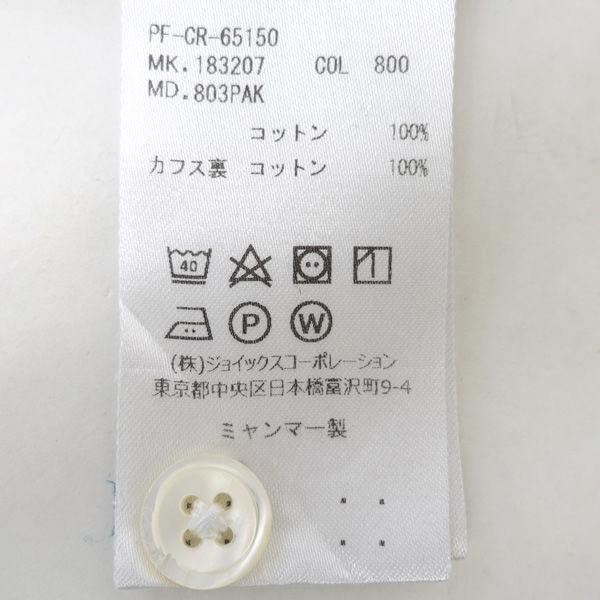 PF-CR-65150
MK.183207 COL 800
MD.803PAK
コットン 100%
カフス裏 コットン 100%
40
P W
(株)ジョイックスコーポレーション
東京都中央区日本橋富沢町9-4
ミャンマー製